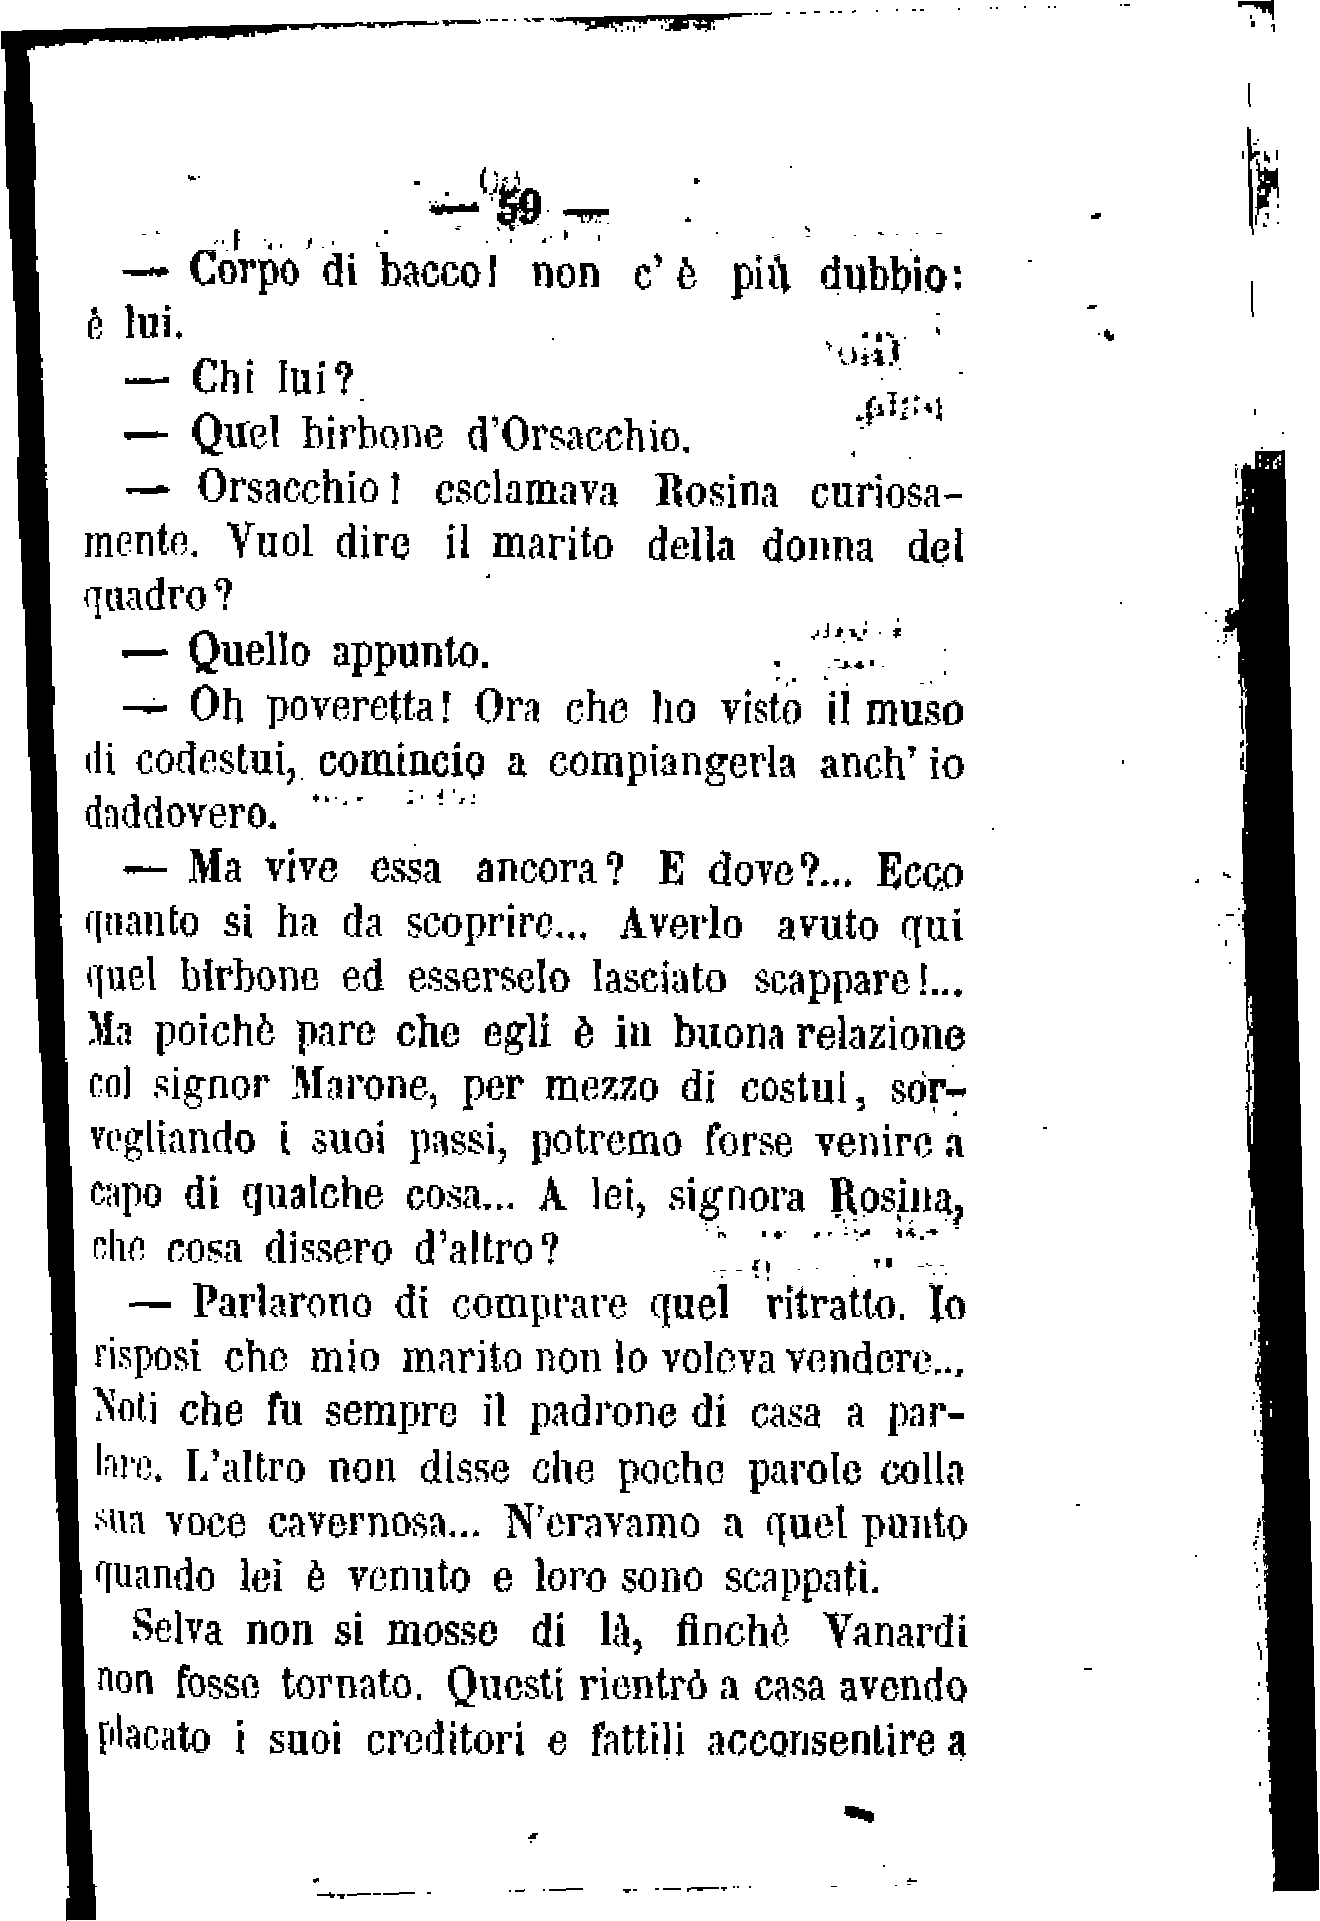 — 59 —
— Corpo di bacco! non c'è più dubbio:
è lui.
— Chi lui?
— Quel birbone d'Orsacchio.
— Orsacchio! esclamava Rosina curiosa-
mente. Vuol dire il marito della donna del
quadro?
— Quello appunto.
— Oh poveretta! Ora che ho visto il muso
di codestui, comincio a compiangerla anch'io
daddovero.
— Ma vive essa ancora? E dove?... Ecco
quanto si ha da scoprire... Averlo avuto qui
quel birbone ed esserselo lasciato scappare!...
Ma poichè pare che egli è in buona relazione
col signor Marone, per mezzo di costui, sor-
vegliando i suoi passi, potremo forse venire a
capo di qualche cosa... A lei, signora Rosina,
che cosa dissero d'altro?
— Parlarono di comprare quel ritratto. Io
risposi che mio marito non lo voleva vendere...
Noti che fu sempre il padrone di casa a par-
lare. L'altro non disse che poche parole colla
sua voce cavernosa... N'eravamo a quel punto
quando lei è venuto e loro sono scappati.
Selva non si mosse di là, finchè Vanardi
non fosse tornato. Questi rientrò a casa avendo
placato i suoi creditori e fattili acconsentire a